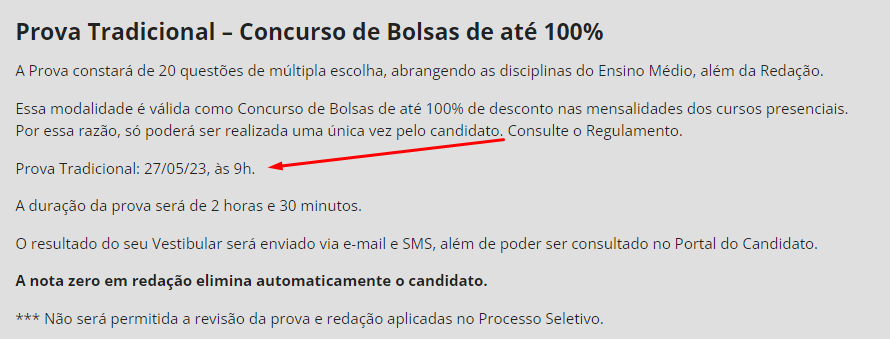 Prova Tradicional – Concurso de Bolsas de até 100%
A Prova constará de 20 questões de múltipla escolha, abrangendo as disciplinas do Ensino Médio, além da Redação.
Essa modalidade é válida como Concurso de Bolsas de até 100% de desconto nas mensalidades dos cursos presenciais.
Por essa razão, só poderá ser realizada uma única vez pelo candidato. Consulte o Regulamento.
Prova Tradicional: 27/05/23, às 9h.
A duração da prova será de 2 horas e 30 minutos.
O resultado do seu Vestibular será enviado via e-mail e SMS, além de poder ser consultado no Portal do Candidato.
A nota zero em redação elimina automaticamente o candidato.
*** Não será permitida a revisão da prova e redação aplicadas no Processo Seletivo.